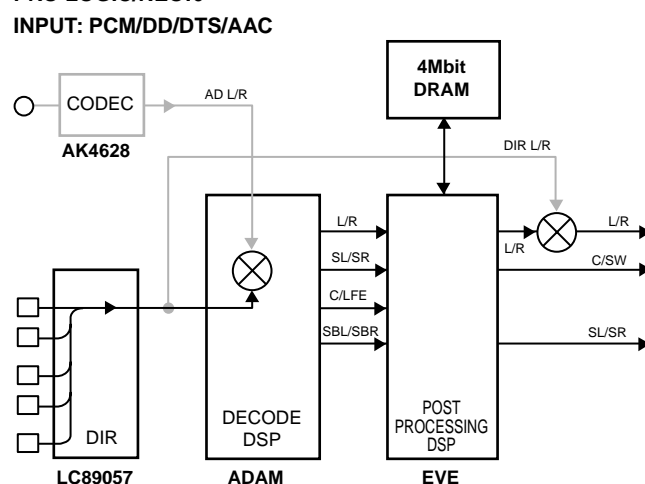 INPUT: PCM/DD/DTS/AAC
4Mbit
DRAM
CODEC
AD L/R
AK4628
DIR L/R
L/R
L/R
L/R
SL/SR
C/SW
C/LFE
SBL/SBR
SL/SR
DIR
DECODE
DSP
POST
PROCESSING
DSP
LC89057
ADAM
EVE